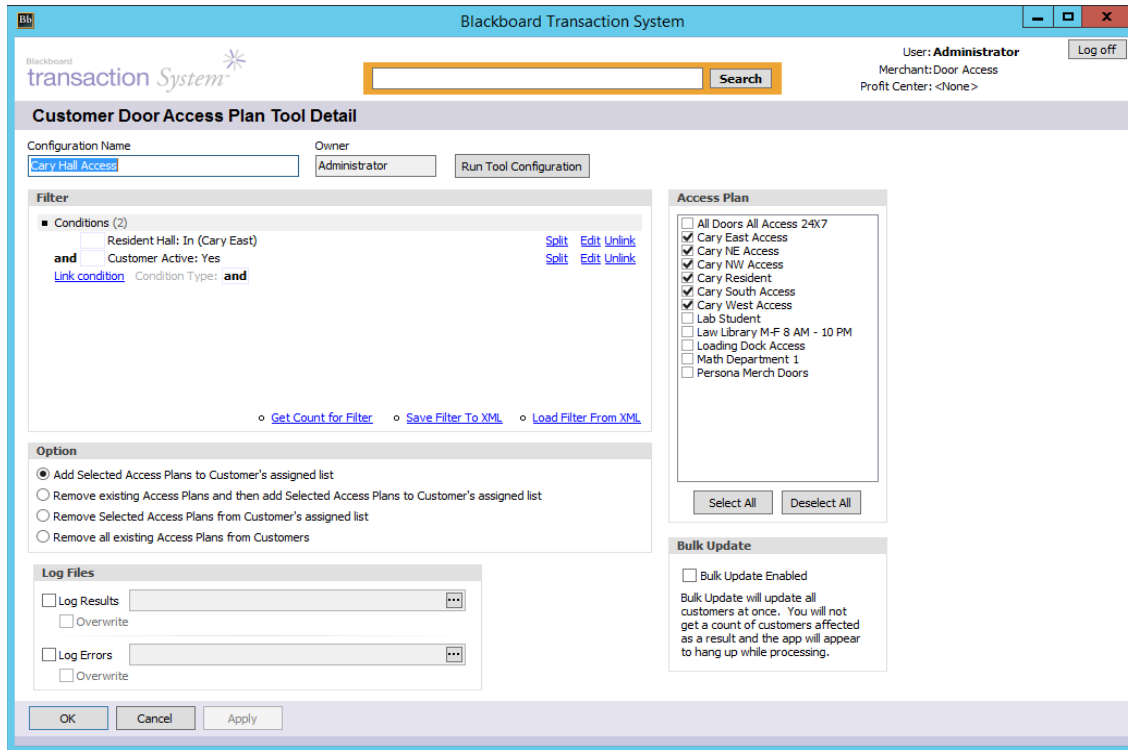 Bb Blackboard Transaction System
User: Administrator Log off
Blackboard
transaction System™ Search Merchant: Door Access
Profit Center: <None>
Customer Door Access Plan Tool Detail
Configuration Name Owner
Cary Hall Access Administrator Run Tool Configuration
Filter
Conditions (2)
Resident Hall: In (Cary East) Split Edit Unlink
and Customer Active: Yes Split Edit Unlink
Link condition Condition Type: and
Get Count for Filter Save Filter To XML Load Filter From XML
Option
Add Selected Access Plans to Customer's assigned list
Remove existing Access Plans and then add Selected Access Plans to Customer's assigned list
Remove Selected Access Plans from Customer's assigned list
Remove all existing Access Plans from Customers
Log Files
Log Results ...
Overwrite
Log Errors ...
Overwrite
Access Plan
All Doors All Access 24X7
Cary East Access
Cary NE Access
Cary NW Access
Cary Resident
Cary South Access
Cary West Access
Lab Student
Law Library M-F 8 AM - 10 PM
Loading Dock Access
Math Department 1
Persona Merch Doors
Select All Deselect All
Bulk Update
Bulk Update Enabled
Bulk Update will update all
customers at once. You will not
get a count of customers affected
as a result and the app will appear
to hang up while processing.
OK Cancel Apply